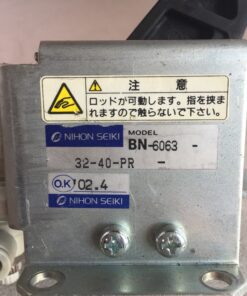 注意
ロッドが可動します。指を挟ま
れますので触らないで下さい。
NIHON SEIKI MODEL BN-6063 -
32-40-PR -
O.K '02.4
NIHON SEIKI